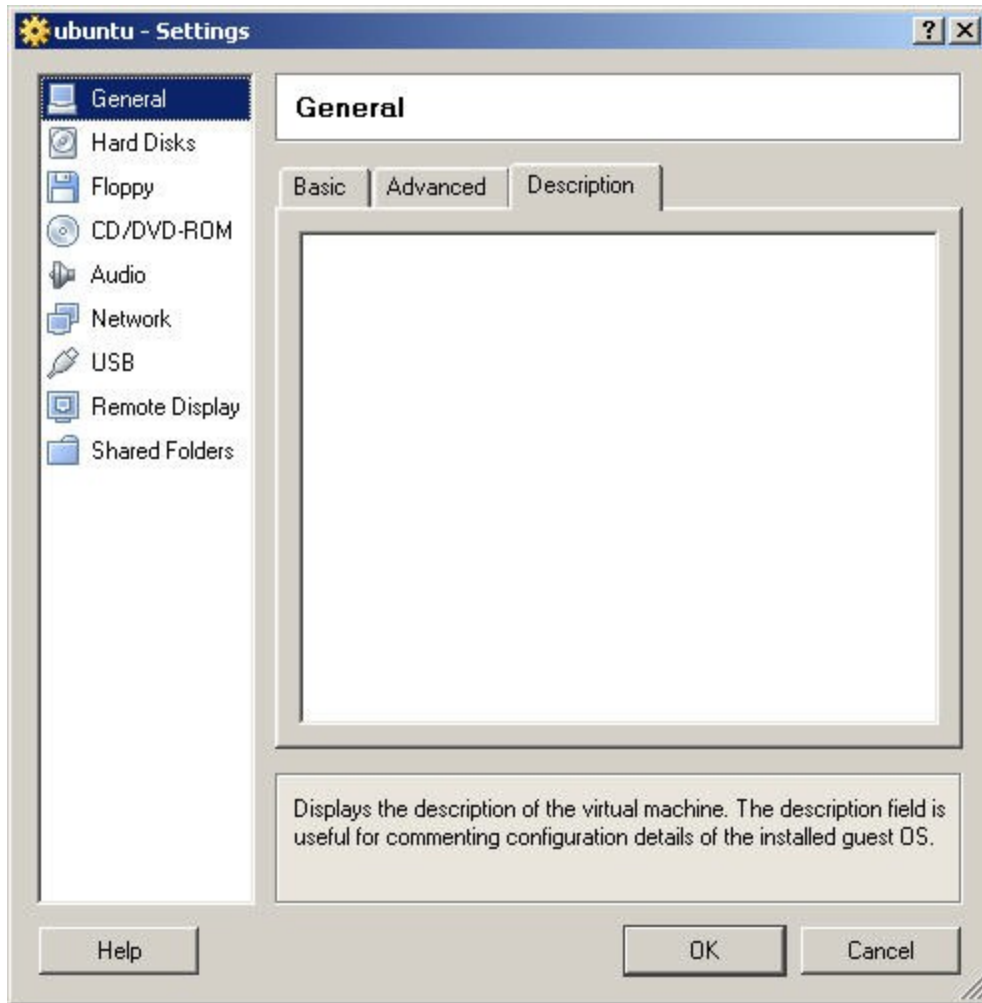 ubuntu - Settings
General
Hard Disks
Floppy
CD/DVD-ROM
Audio
Network
USB
Remote Display
Shared Folders
General
Basic Advanced Description
Displays the description of the virtual machine. The description field is
useful for commenting configuration details of the installed guest OS.
Help OK Cancel